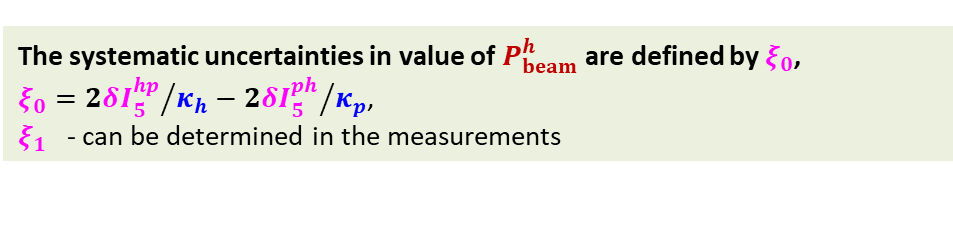 The systematic uncertainties in value of P^h_beam are defined by ξ₀,
ξ₀ = 2δI₅^hp/κ_h − 2δI₅^ph/κ_p,
ξ₁ - can be determined in the measurements